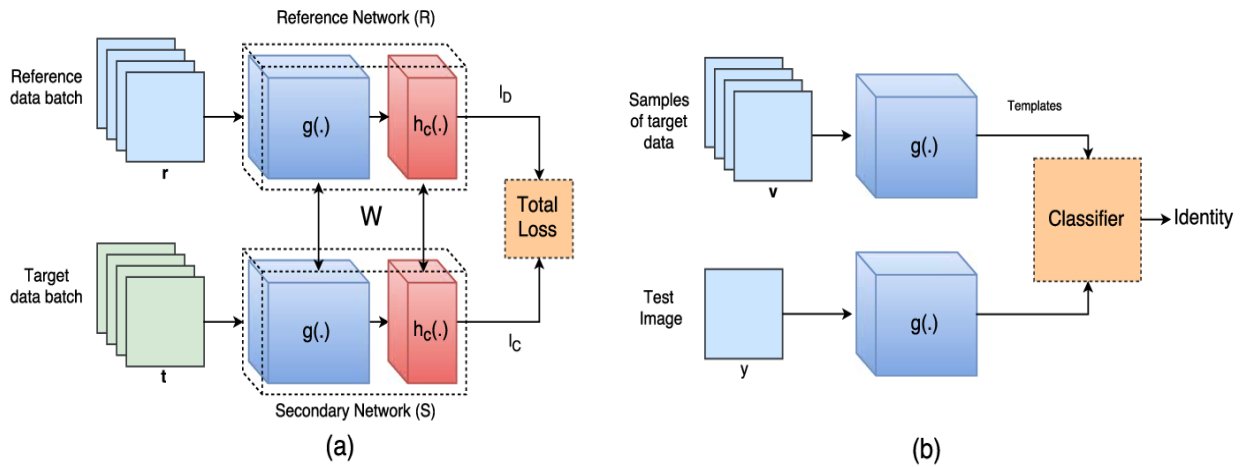 Reference Network (R)
Reference
data batch
r
g(.)
hc(.)
lD
W
Total
Loss
Target
data batch
t
g(.)
hc(.)
lC
Secondary Network (S)
(a)
Samples
of target
data
v
g(.)
Templates
Classifier
Identity
Test
Image
y
g(.)
(b)